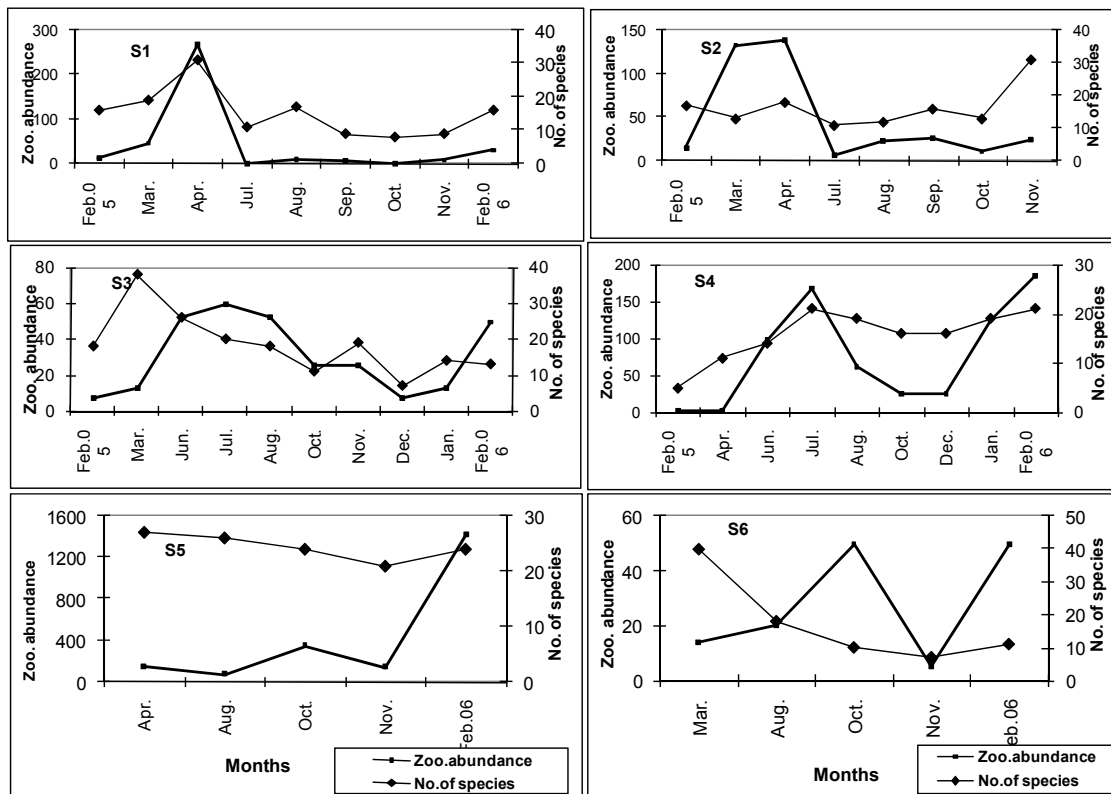 S1
Zoo. abundance
300
200
100
0
40
30
20
10
0
No. of species
Feb.0
5
Mar.
Apr.
Jul.
Aug.
Sep.
Oct.
Nov.
Feb.0
6
S2
Zoo. abundance
150
100
50
0
40
30
20
10
0
No. of species
Feb.0
5
Mar.
Apr.
Jul.
Aug.
Sep.
Oct.
Nov.
S3
Zoo. abundance
80
60
40
20
0
40
30
20
10
0
No. of species
Feb.0
5
Mar.
Jun.
Jul.
Aug.
Oct.
Nov.
Dec.
Jan.
Feb.0
6
S4
Zoo. abundance
200
150
100
50
0
30
20
10
0
No. of species
Feb.0
5
Apr.
Jun.
Jul.
Aug.
Oct.
Dec.
Jan.
Feb.0
6
S5
Zoo. abundance
1600
1200
800
400
0
30
20
10
0
No. of species
Apr.
Aug.
Oct.
Nov.
Feb.06
Months
Zoo.abundance
No.of species
S6
Zoo. abundance
60
40
20
0
50
40
30
20
10
0
No. of species
Mar.
Aug.
Oct.
Nov.
Feb.06
Months
Zoo.abundance
No.of species